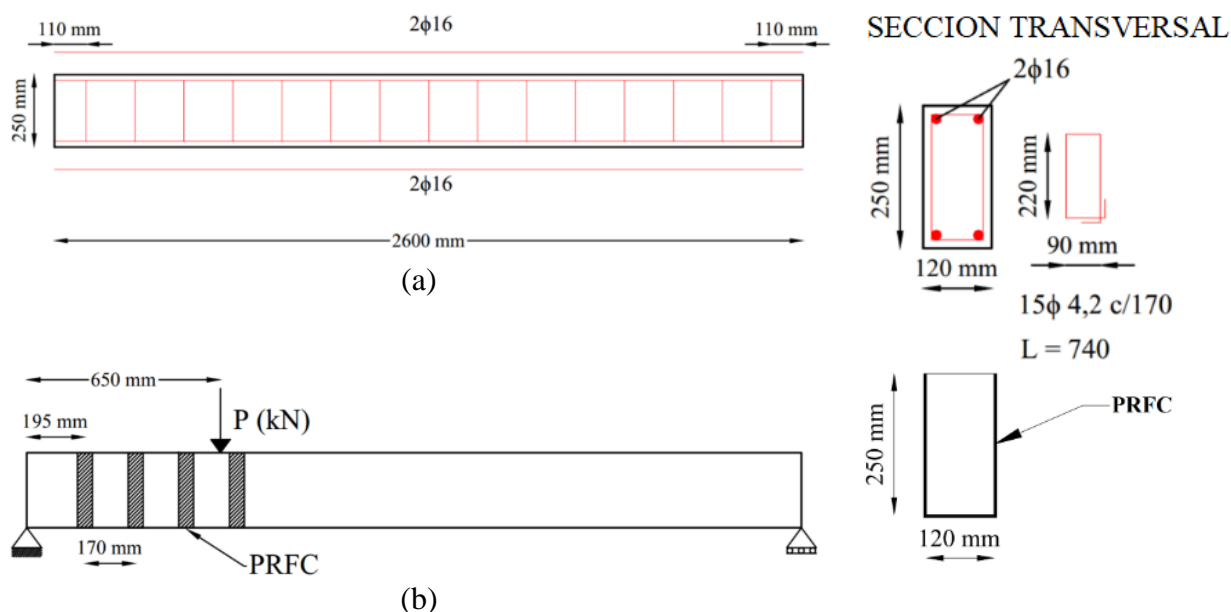 110 mm
2ϕ16
110 mm
250 mm
2ϕ16
2600 mm
(a)
SECCION TRANSVERSAL
2ϕ16
250 mm
220 mm
120 mm
90 mm
15ϕ 4,2 c/170
L = 740
650 mm
195 mm
P (kN)
170 mm
PRFC
(b)
250 mm
PRFC
120 mm